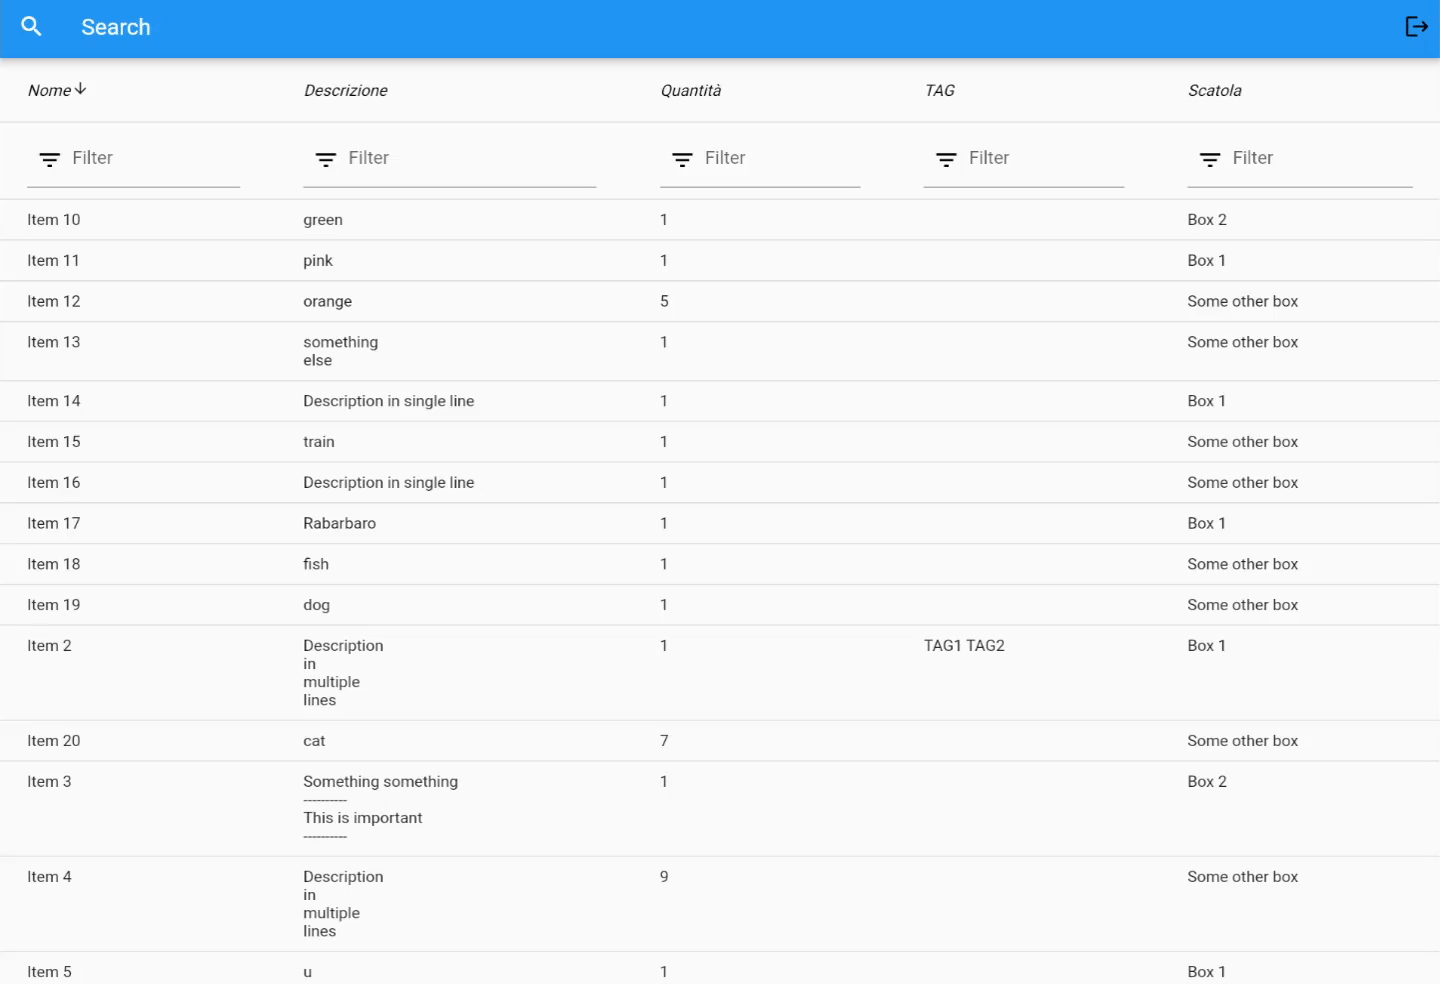 Search
Nome Descrizione Quantità TAG Scatola
Filter Filter Filter Filter Filter
Item 10 green 1 Box 2
Item 11 pink 1 Box 1
Item 12 orange 5 Some other box
Item 13 something 1 Some other box
else
Item 14 Description in single line 1 Box 1
Item 15 train 1 Some other box
Item 16 Description in single line 1 Some other box
Item 17 Rabarbaro 1 Box 1
Item 18 fish 1 Some other box
Item 19 dog 1 Some other box
Item 2 Description 1 TAG1 TAG2 Box 1
in
multiple
lines
Item 20 cat 7 Some other box
Item 3 Something something 1 Box 2
----------
This is important
----------
Item 4 Description 9 Some other box
in
multiple
lines
Item 5 u 1 Box 1